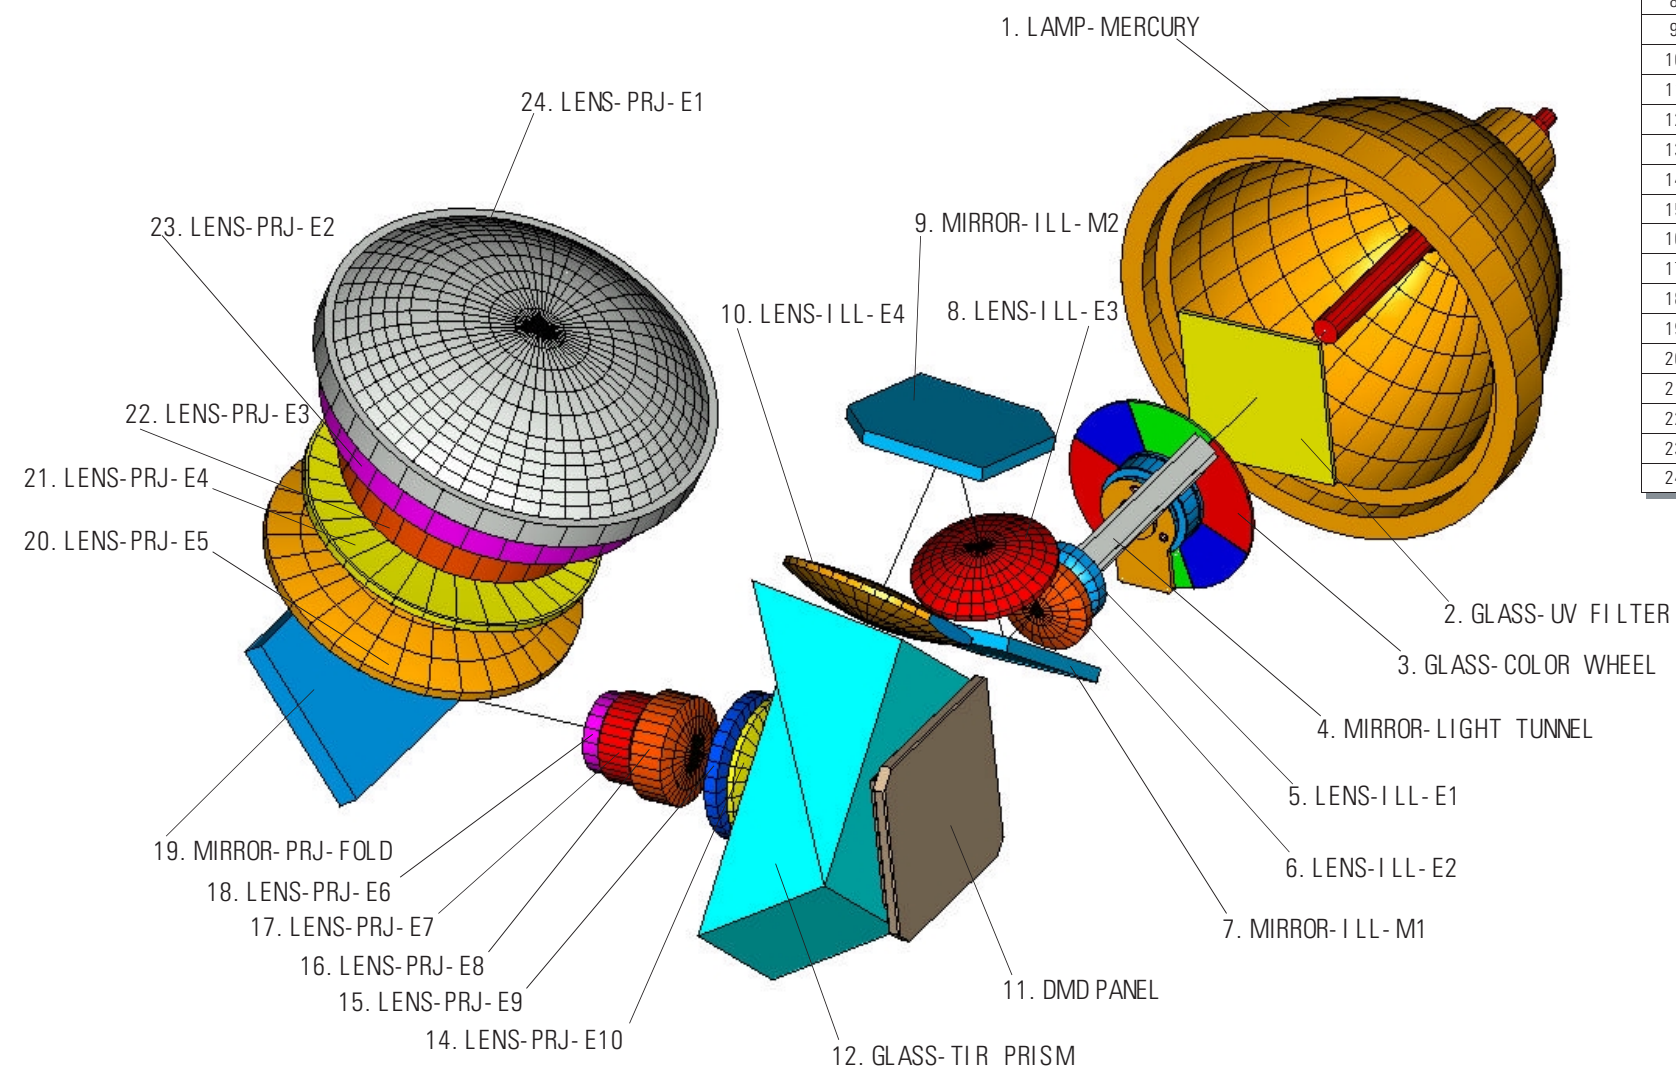 1. LAMP-MERCURY
24. LENS-PRJ-E1
23. LENS-PRJ-E2
9. MIRROR-ILL-M2
10. LENS-ILL-E4
8. LENS-ILL-E3
22. LENS-PRJ-E3
21. LENS-PRJ-E4
20. LENS-PRJ-E5
2. GLASS-UV FILTER
3. GLASS-COLOR WHEEL
4. MIRROR-LIGHT TUNNEL
5. LENS-ILL-E1
19. MIRROR-PRJ-FOLD
6. LENS-ILL-E2
18. LENS-PRJ-E6
17. LENS-PRJ-E7
7. MIRROR-ILL-M1
16. LENS-PRJ-E8
15. LENS-PRJ-E9
11. DMD PANEL
14. LENS-PRJ-E10
12. GLASS-TIR PRISM